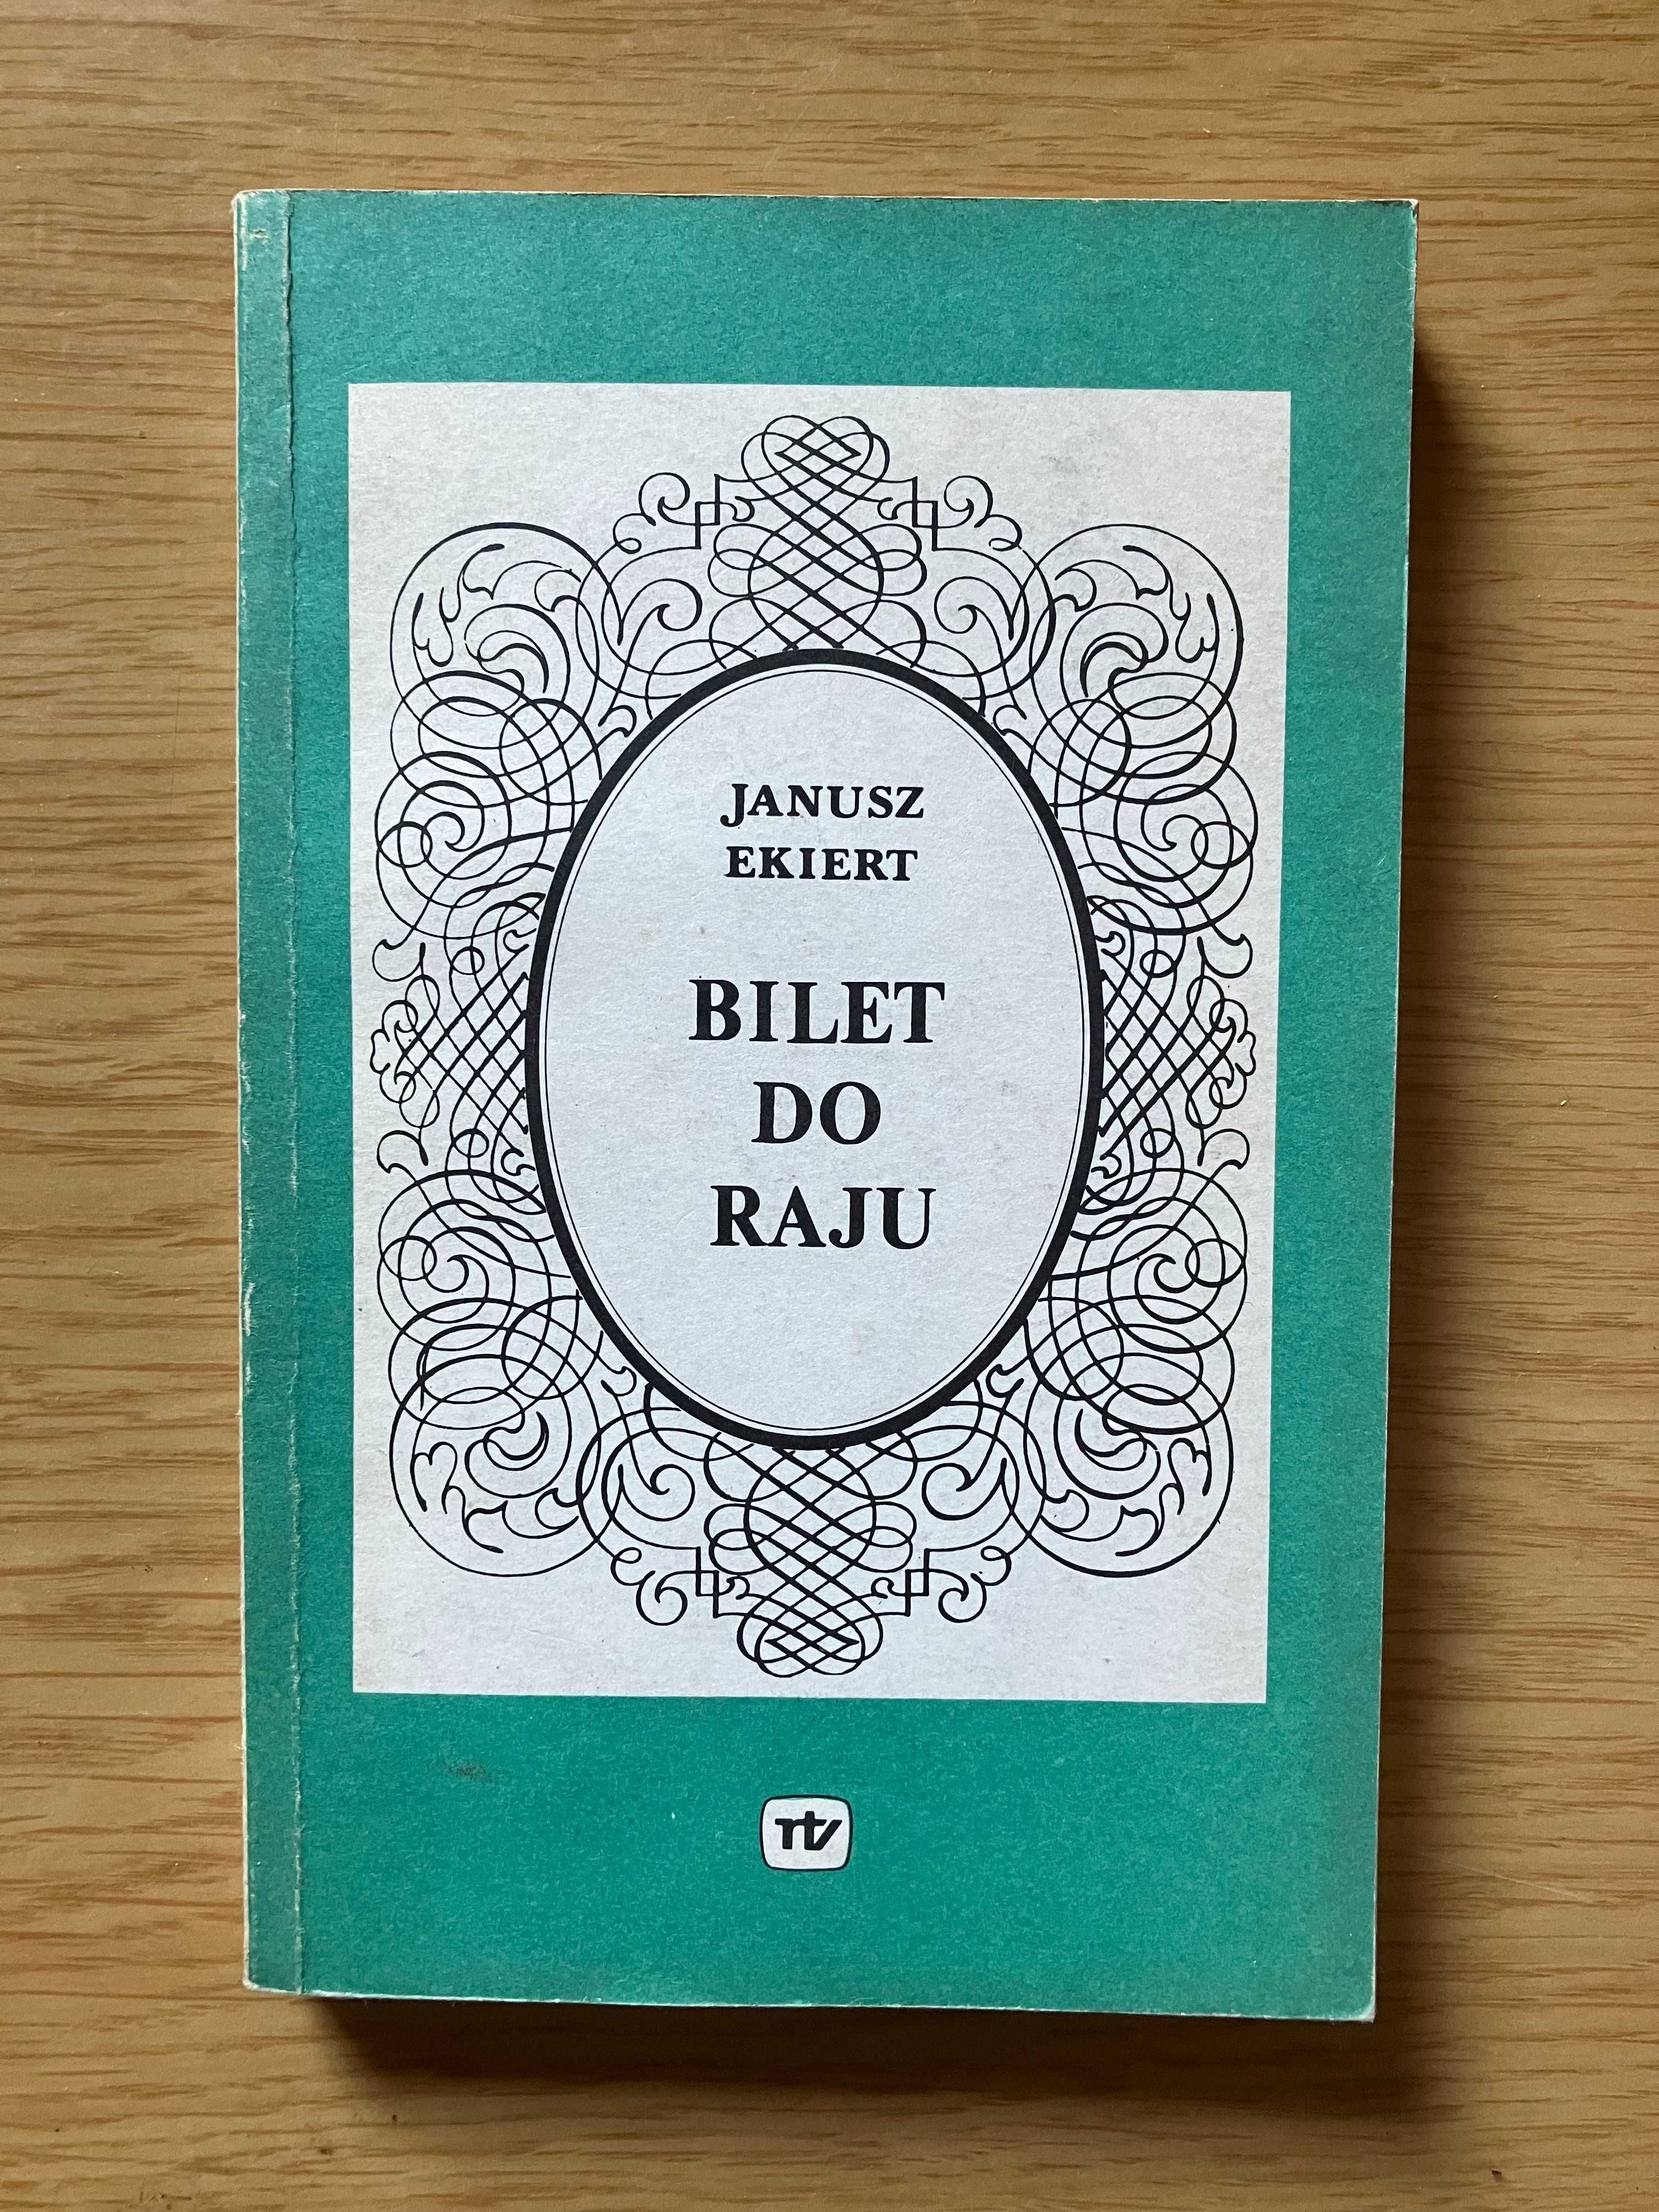 JANUSZ
EKIERT
BILET
DO
RAJU
rtv